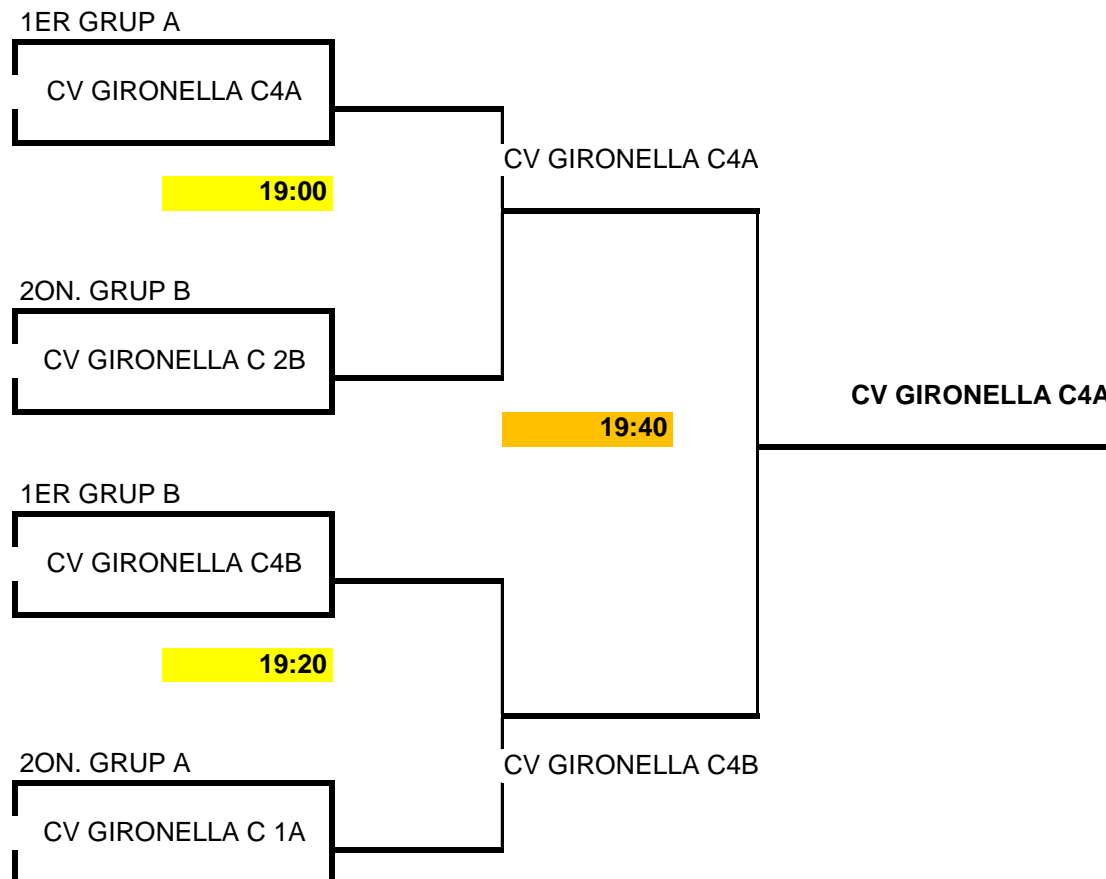 1ER GRUP A
CV GIRONELLA C4A
CV GIRONELLA C4A
19:00
2ON. GRUP B
CV GIRONELLA C 2B
CV GIRONELLA C4A
19:40
1ER GRUP B
CV GIRONELLA C4B
19:20
2ON. GRUP A
CV GIRONELLA C4B
CV GIRONELLA C 1A